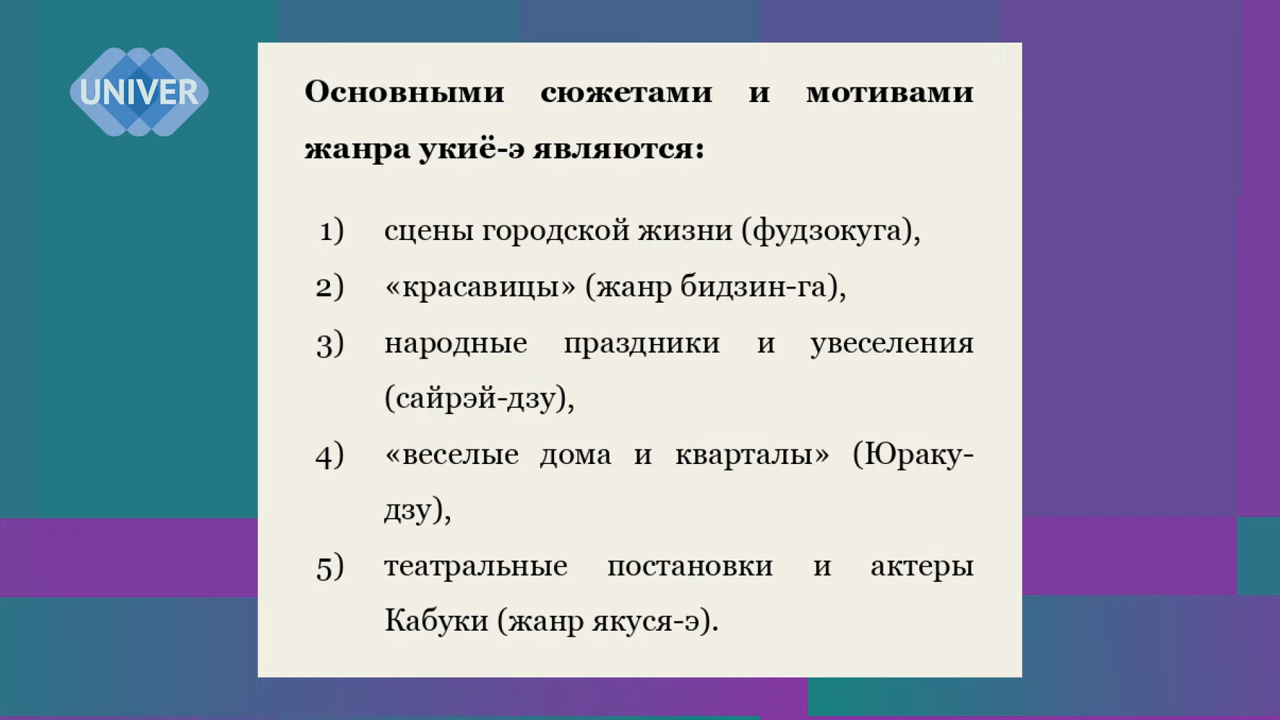 UNIVER
Основными сюжетами и мотивами
жанра укиё-э являются:
1) сцены городской жизни (фудзокуга),
2) «красавицы» (жанр бидзин-га),
3) народные праздники и увеселения
(сайрэй-дзу),
4) «веселые дома и кварталы» (Юраку-
дзу),
5) театральные постановки и актеры
Кабуки (жанр якуся-э).